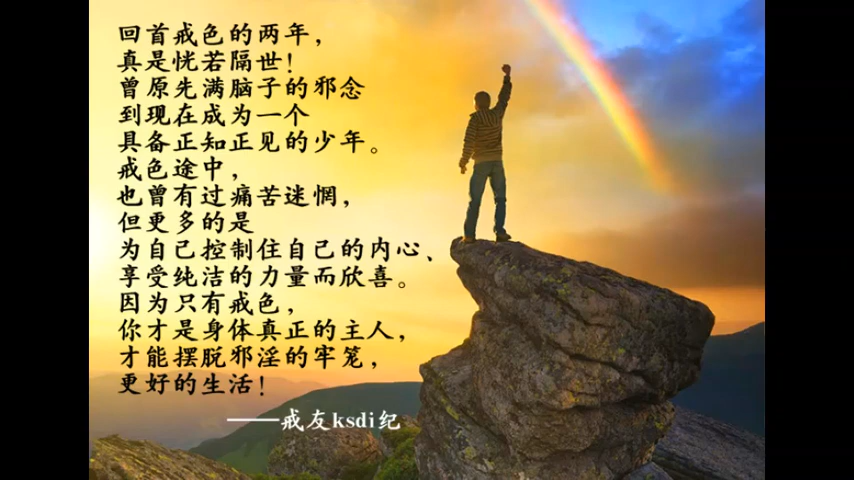 回首戒色的两年，
真是恍若隔世！
曾原先满脑子的邪念
到现在成为一个
具备正知正见的少年。
戒色途中，
也曾有过痛苦迷惘，
但更多的是
为自己控制住自己的内心、
享受纯洁的力量而欣喜。
因为只有戒色，
你才是身体真正的主人，
才能摆脱邪淫的牢笼，
更好的生活！
——戒友ksdi纪